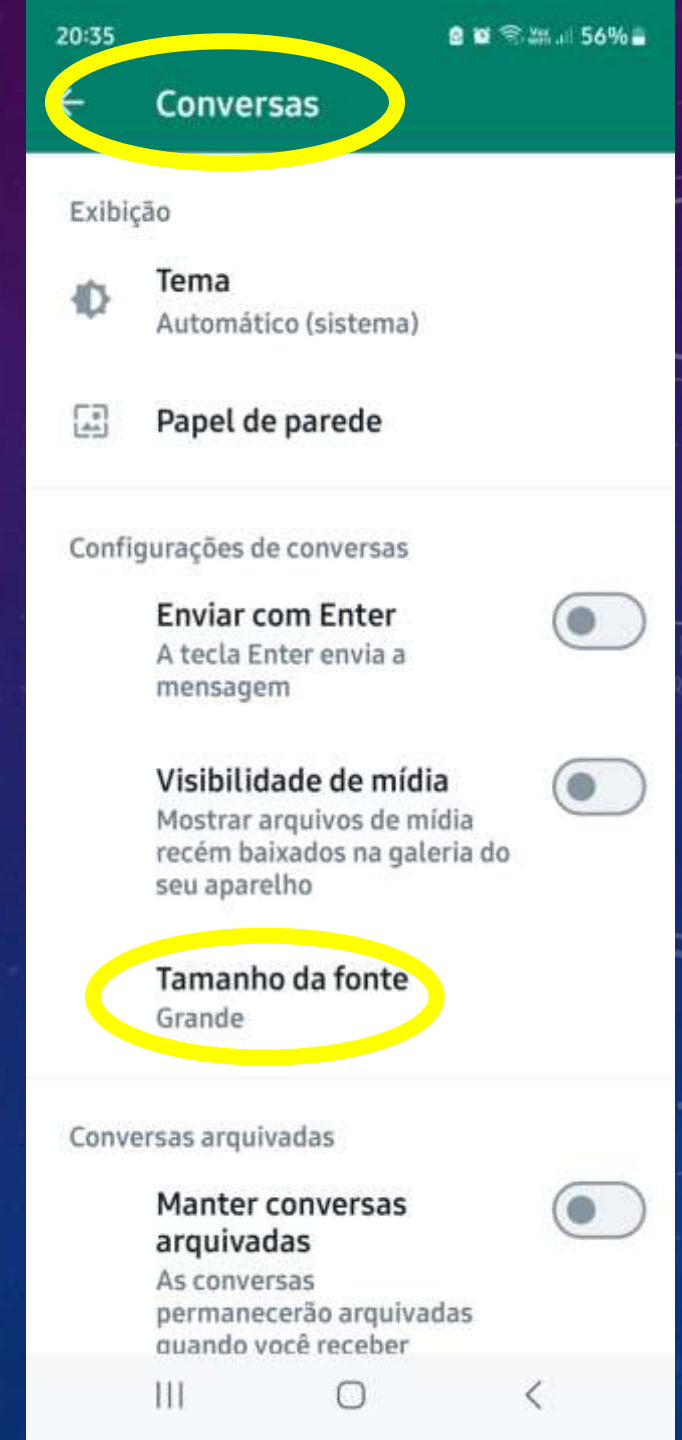 20:35
56%
Conversas
Exibição
Tema
Automático (sistema)
Papel de parede
Configurações de conversas
Enviar com Enter
A tecla Enter envia a
mensagem
Visibilidade de mídia
Mostrar arquivos de mídia
recém baixados na galeria do
seu aparelho
Tamanho da fonte
Grande
Conversas arquivadas
Manter conversas
arquivadas
As conversas
permanecerão arquivadas
quando você receber